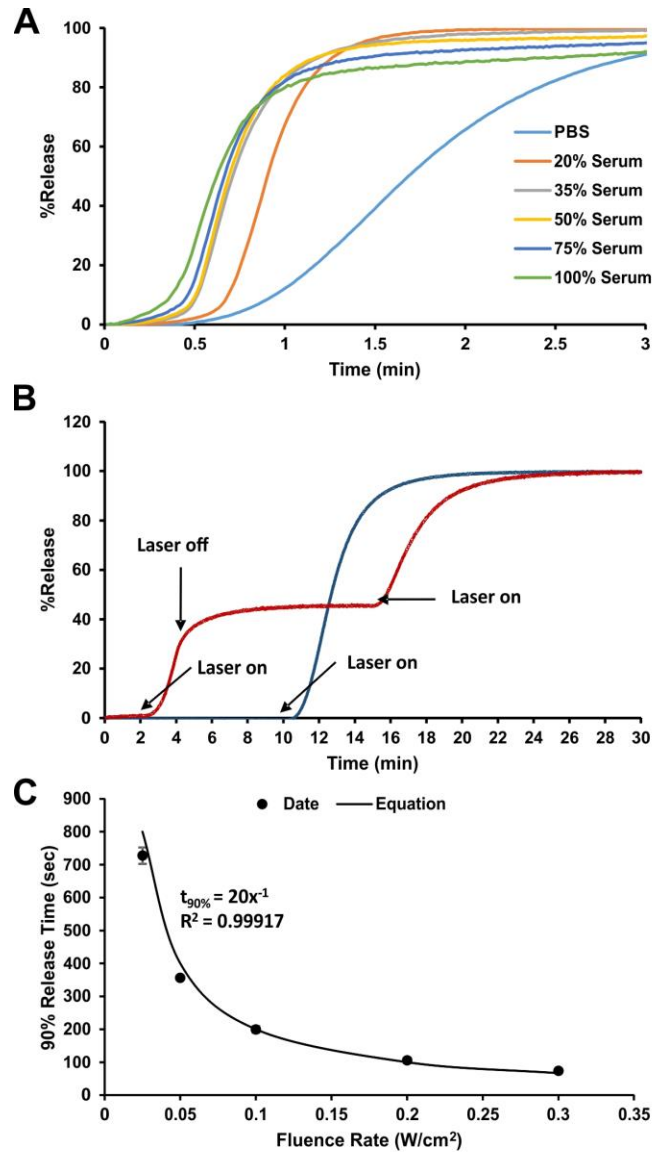 A
%Release
100
80
60
40
20
0
PBS
20% Serum
35% Serum
50% Serum
75% Serum
100% Serum
0 0.5 1 1.5 2 2.5 3
Time (min)
B
%Release
120
100
80
60
40
20
0
Laser off
Laser on
Laser on
Laser on
0 2 4 6 8 10 12 14 16 18 20 22 24 26 28 30
Time (min)
C
90% Release Time (sec)
900
800
700
600
500
400
300
200
100
0
Date Equation
t90% = 20x⁻¹
R² = 0.99917
0 0.05 0.1 0.15 0.2 0.25 0.3 0.35
Fluence Rate (W/cm²)